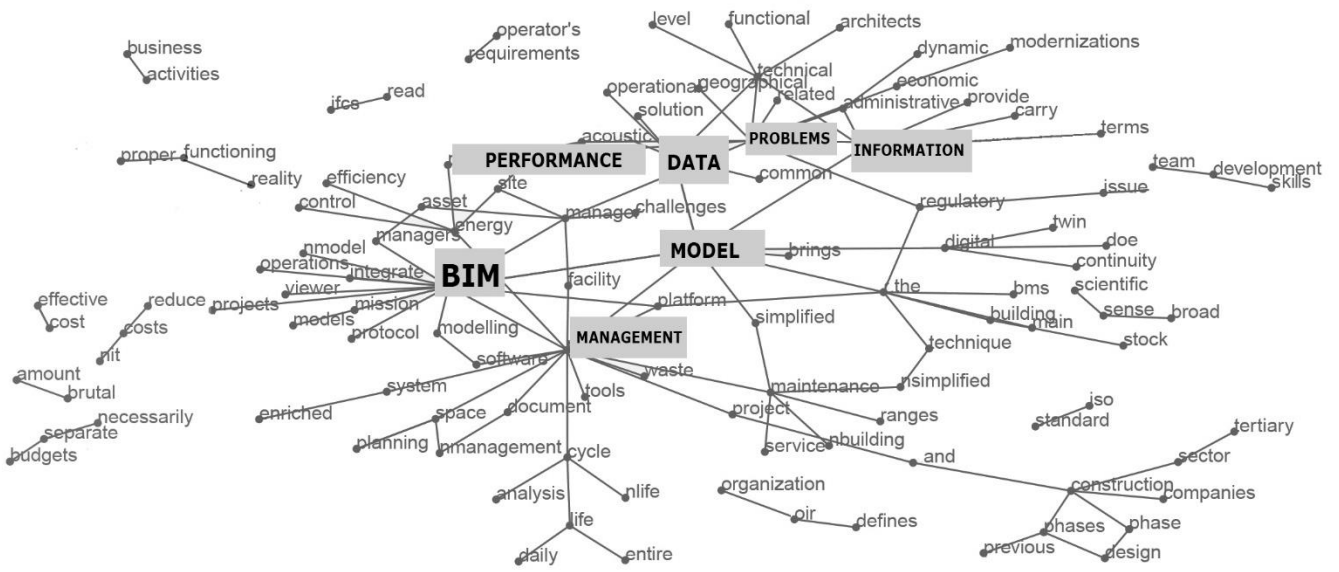 level
functional
architects
business
operator's
requirements
dynamic
modernizations
activities
technical
ifcs
read
operational
geographical
economic
related
administrative
provide
solution
carry
acoustic
PROBLEMS
terms
proper
functioning
PERFORMANCE
DATA
INFORMATION
team
development
skills
reality
efficiency
site
common
control
asset
regulatory
issue
energy
manager
challenges
managers
twin
nmodel
MODEL
brings
digital
doe
operations
integrate
BIM
continuity
viewer
facility
the
bms
scientific
effective
reduce
projects
mission
platform
sense
broad
cost
costs
models
protocol
modelling
simplified
building
main
MANAGEMENT
stock
nit
software
technique
amount
system
waste
maintenance
nsimplified
brutal
tools
enriched
space
document
project
ranges
iso
standard
necessarily
separate
planning
nmanagement
service
nbuilding
tertiary
budgets
cycle
and
sector
analysis
nlife
organization
construction
companies
oir
defines
life
phases
phase
daily
entire
previous
design